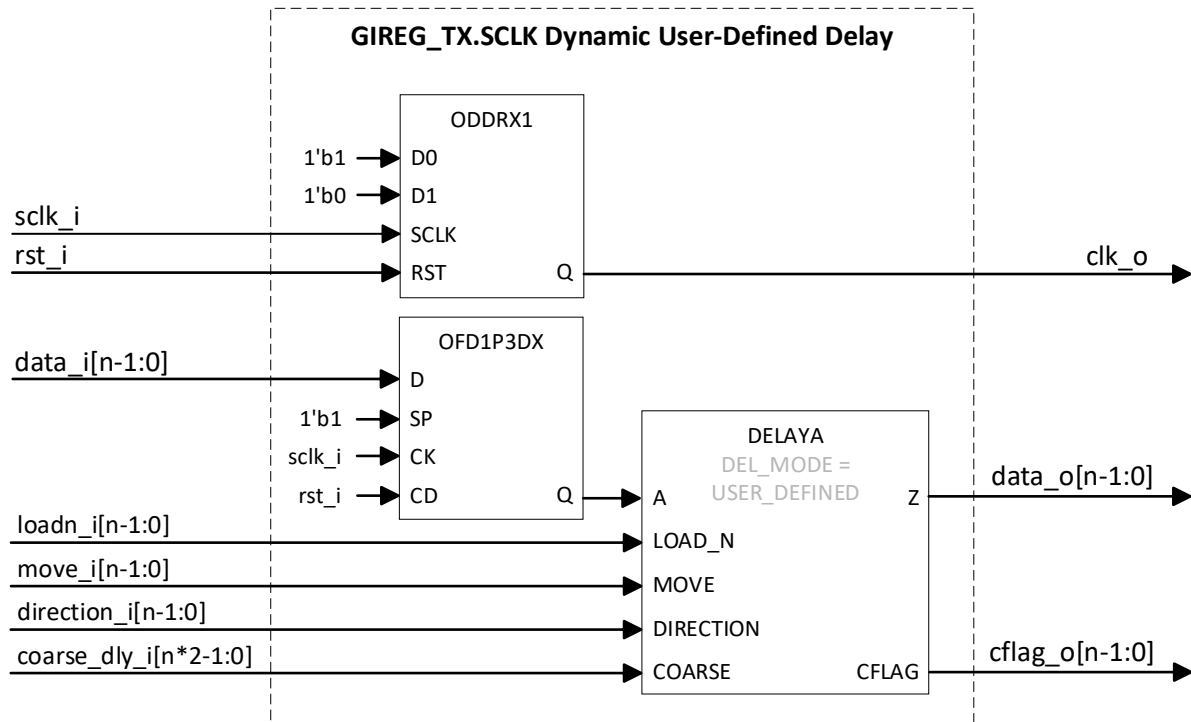 GIREG_TX.SCLK Dynamic User-Defined Delay
ODDRX1
1'b1
D0
1'b0
D1
sclk_i
SCLK
rst_i
RST
Q
clk_o
OFD1P3DX
data_i[n-1:0]
D
1'b1
SP
sclk_i
CK
rst_i
CD
Q
DELAYA
DEL_MODE =
USER_DEFINED
A
Z
data_o[n-1:0]
loadn_i[n-1:0]
LOAD_N
move_i[n-1:0]
MOVE
direction_i[n-1:0]
DIRECTION
coarse_dly_i[n*2-1:0]
COARSE
CFLAG
cflag_o[n-1:0]